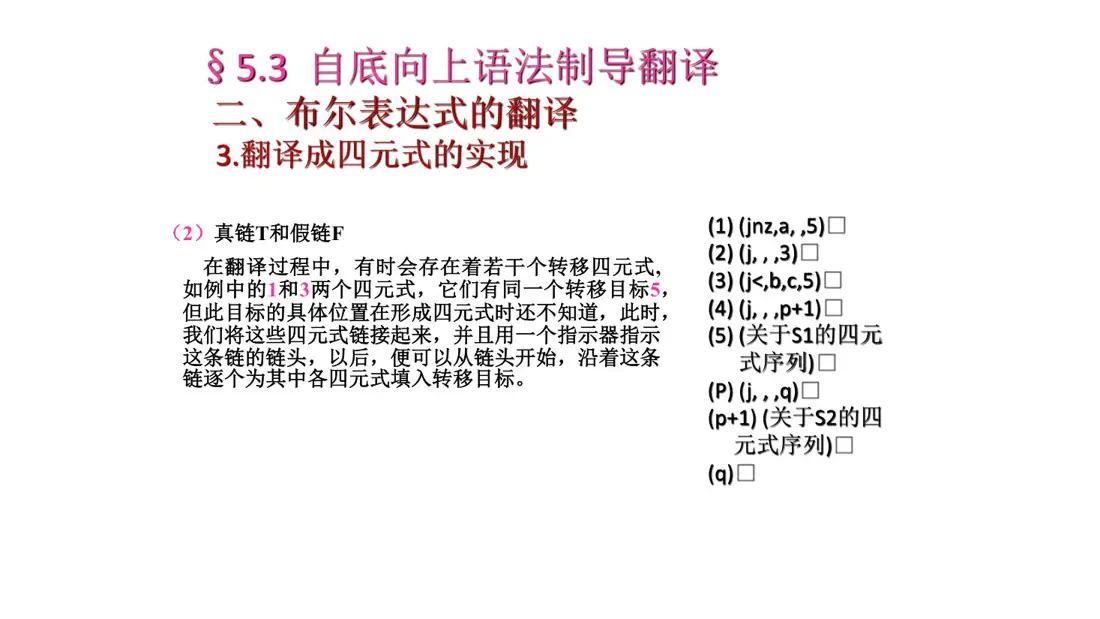 §5.3 自底向上语法制导翻译
二、布尔表达式的翻译
3.翻译成四元式的实现
（2）真链T和假链F
在翻译过程中，有时会存在着若干个转移四元式,
如例中的1和3两个四元式，它们有同一个转移目标5，
但此目标的具体位置在形成四元式时还不知道，此时，
我们将这些四元式链接起来，并且用一个指示器指示
这条链的链头，以后，便可以从链头开始，沿着这条
链逐个为其中各四元式填入转移目标。
(1) (jnz,a, ,5)□
(2) (j, , ,3)□
(3) (j<,b,c,5)□
(4) (j, , ,p+1)□
(5) (关于S1的四元
式序列)□
(P) (j, , ,q)□
(p+1) (关于S2的四
元式序列)□
(q)□